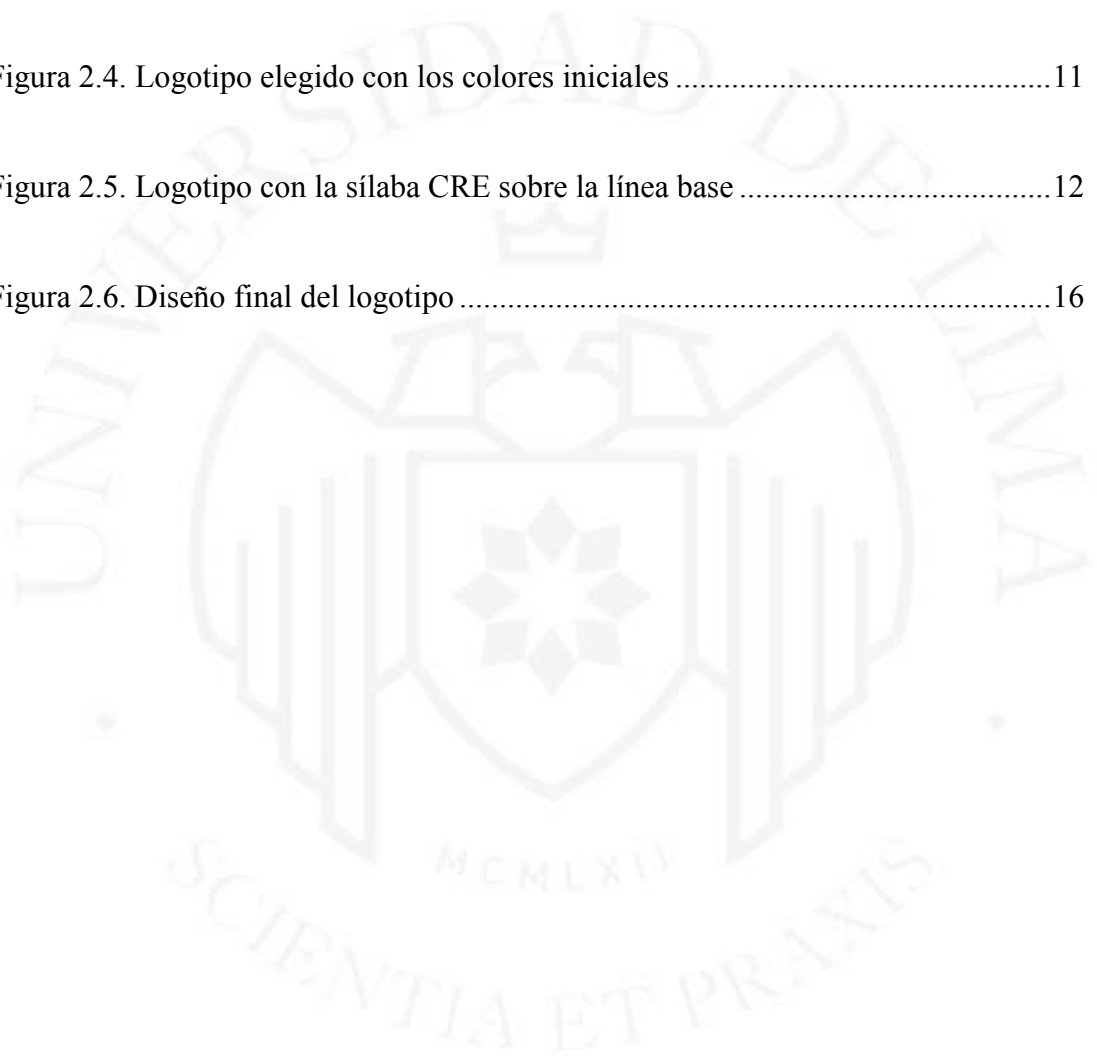 Figura 2.4. Logotipo elegido con los colores iniciales ............................................... 11
Figura 2.5. Logotipo con la sílaba CRE sobre la línea base ....................................... 12
Figura 2.6. Diseño final del logotipo .......................................................................... 16
UNIVERSIDAD DE LIMA
MCMLXII
SCIENTIA ET PRAXIS